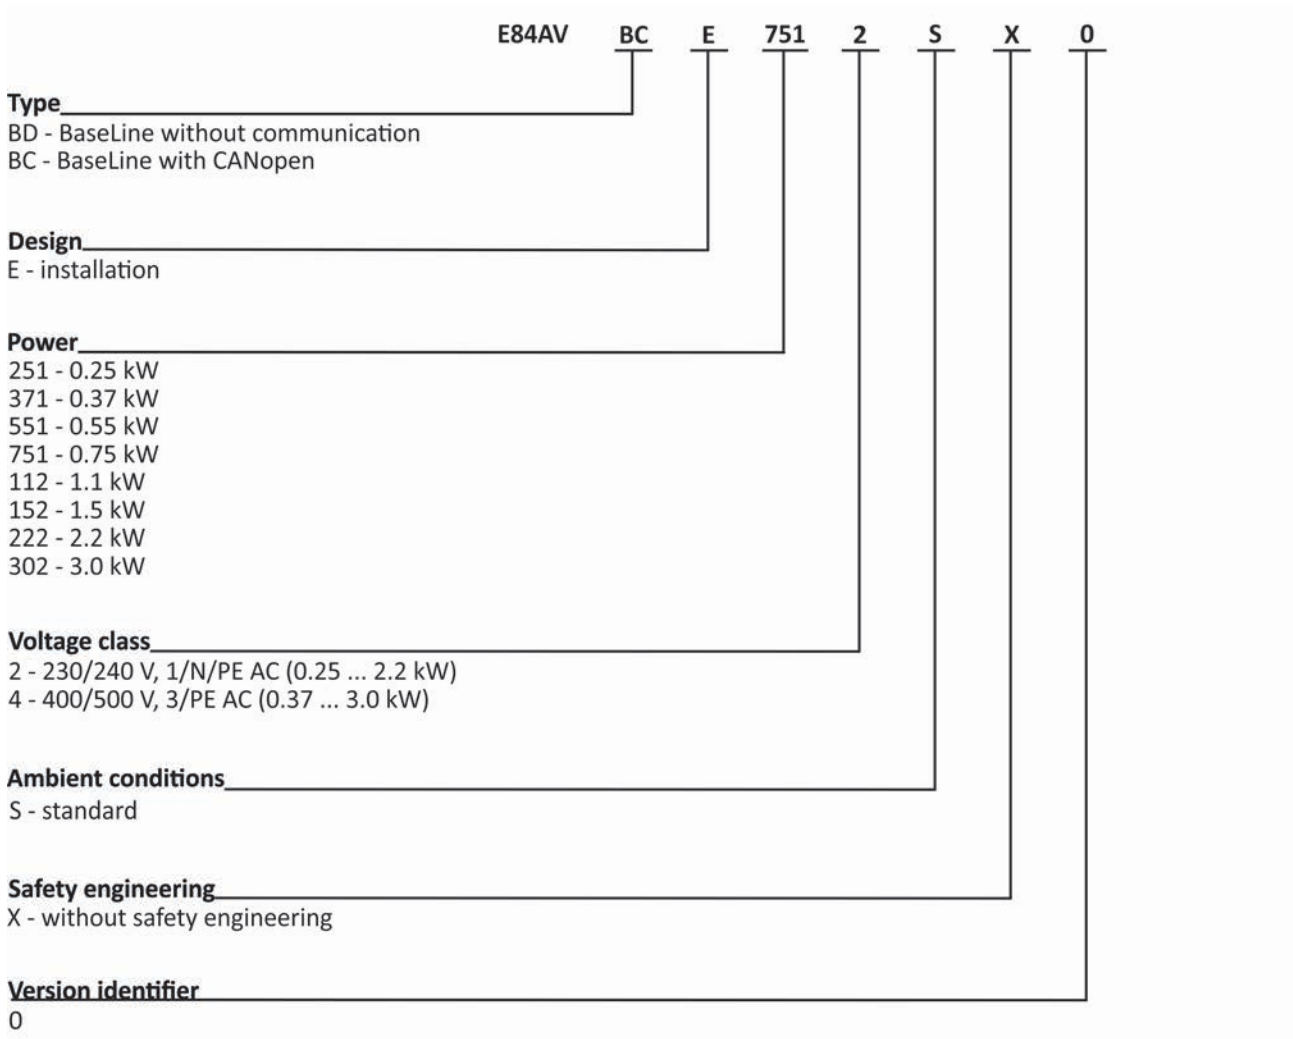 E84AV BC E 751 2 S X 0
Type
BD - BaseLine without communication
BC - BaseLine with CANopen
Design
E - installation
Power
251 - 0.25 kW
371 - 0.37 kW
551 - 0.55 kW
751 - 0.75 kW
112 - 1.1 kW
152 - 1.5 kW
222 - 2.2 kW
302 - 3.0 kW
Voltage class
2 - 230/240 V, 1/N/PE AC (0.25 ... 2.2 kW)
4 - 400/500 V, 3/PE AC (0.37 ... 3.0 kW)
Ambient conditions
S - standard
Safety engineering
X - without safety engineering
Version identifier
0